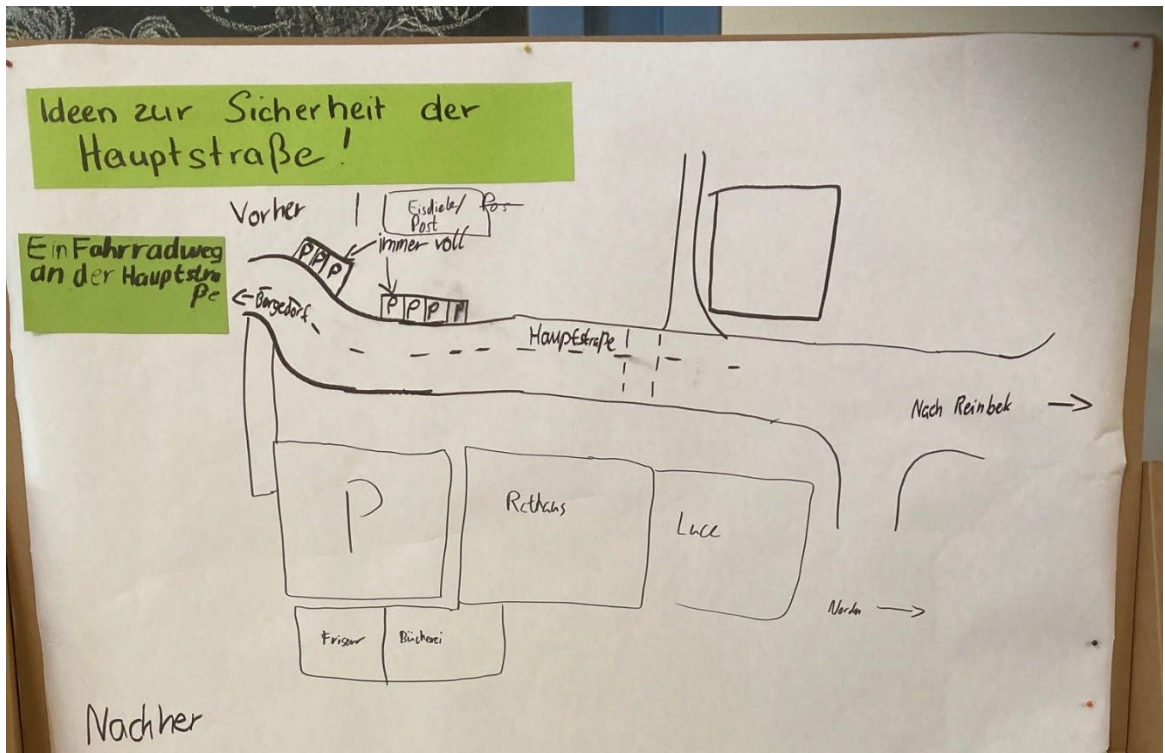 Ideen zur Sicherheit der
Hauptstraße!
Vorher
Eisdiele/
Post
immer voll
Ein Fahrradweg
an der Hauptstra
ße
P P P
← Bergedorf
P P P P
Hauptstraße
Nach Reinbek →
P
Rathaus
Luce
Norden →
Friseur
Bücherei
Nachher